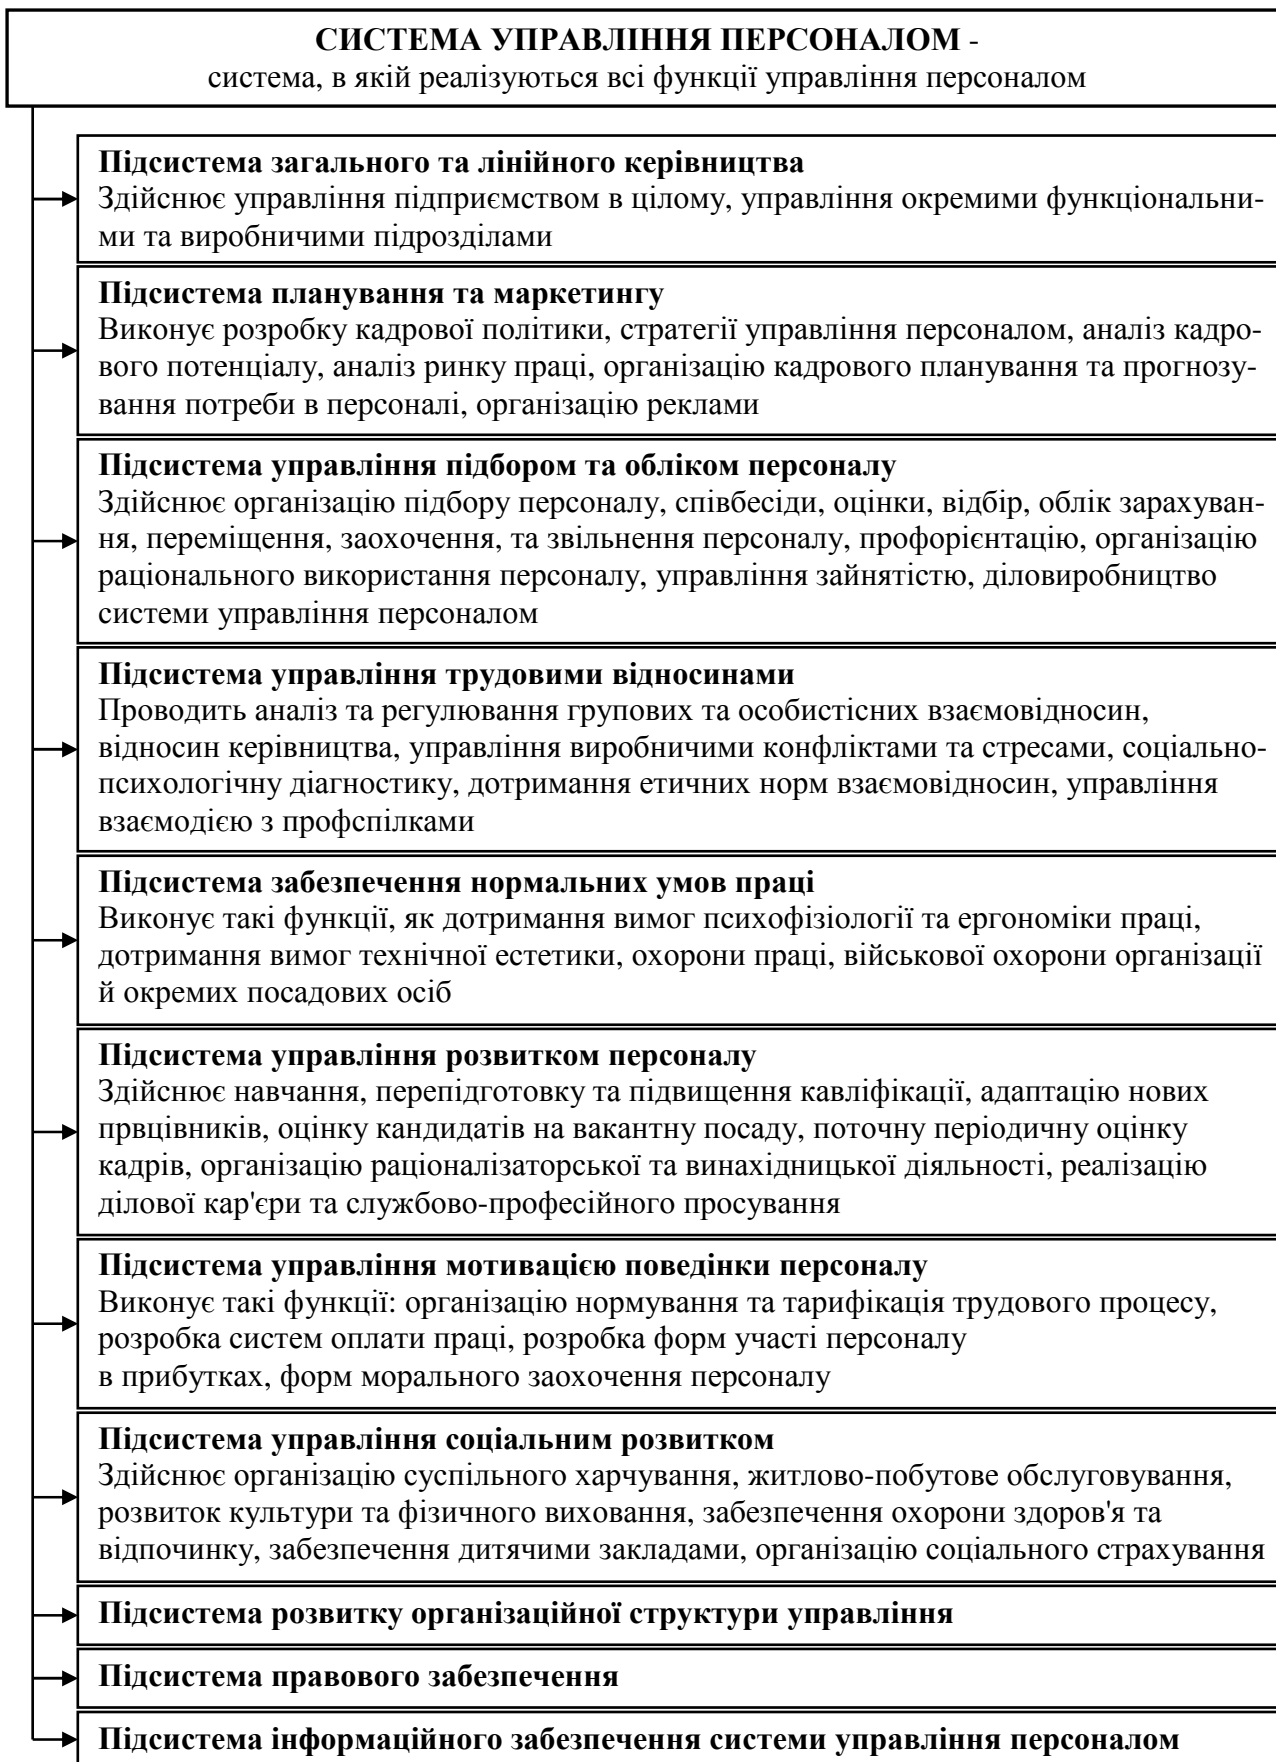 СИСТЕМА УПРАВЛІННЯ ПЕРСОНАЛОМ -
система, в якій реалізуються всі функції управління персоналом
Підсистема загального та лінійного керівництва
Здійснює управління підприємством в цілому, управління окремими функціональни-
ми та виробничими підрозділами
Підсистема планування та маркетингу
Виконує розробку кадрової політики, стратегії управління персоналом, аналіз кадро-
вого потенціалу, аналіз ринку праці, організацію кадрового планування та прогнозу-
вання потреби в персоналі, організацію реклами
Підсистема управління підбором та обліком персоналу
Здійснює організацію підбору персоналу, співбесіди, оцінки, відбір, облік зарахуван-
ня, переміщення, заохочення, та звільнення персоналу, профорієнтацію, організацію
раціонального використання персоналу, управління зайнятістю, діловиробництво
системи управління персоналом
Підсистема управління трудовими відносинами
Проводить аналіз та регулювання групових та особистісних взаємовідносин,
відносин керівництва, управління виробничими конфліктами та стресами, соціально-
психологічну діагностику, дотримання етичних норм взаємовідносин, управління
взаємодією з профспілками
Підсистема забезпечення нормальних умов праці
Виконує такі функції, як дотримання вимог психофізіології та ергономіки праці,
дотримання вимог технічної естетики, охорони праці, військової охорони організації
й окремих посадових осіб
Підсистема управління розвитком персоналу
Здійснює навчання, перепідготовку та підвищення кавліфікації, адаптацію нових
првцівників, оцінку кандидатів на вакантну посаду, поточну періодичну оцінку
кадрів, організацію раціоналізаторської та винахідницької діяльності, реалізацію
ділової кар'єри та службово-професійного просування
Підсистема управління мотивацією поведінки персоналу
Виконує такі функції: організацію нормування та тарифікація трудового процесу,
розробка систем оплати праці, розробка форм участі персоналу
в прибутках, форм морального заохочення персоналу
Підсистема управління соціальним розвитком
Здійснює організацію суспільного харчування, житлово-побутове обслуговування,
розвиток культури та фізичного виховання, забезпечення охорони здоров'я та
відпочинку, забезпечення дитячими закладами, організацію соціального страхування
Підсистема розвитку організаційної структури управління
Підсистема правового забезпечення
Підсистема інформаційного забезпечення системи управління персоналом